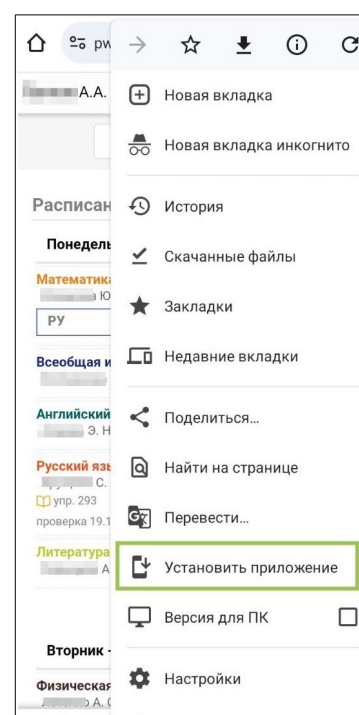 pw
А.А.
Новая вкладка
Новая вкладка инкогнито
Расписан
История
Понедель
Скачанные файлы
Математика
Ю
Закладки
РУ
Всеобщая и
Недавние вкладки
Английский
Э. Н
Поделиться...
Русский язы
С.
Найти на странице
упр. 293
проверка 19.1
Перевести...
Литература
А
Установить приложение
Версия для ПК
Вторник -
Физическая
А. С
Настройки